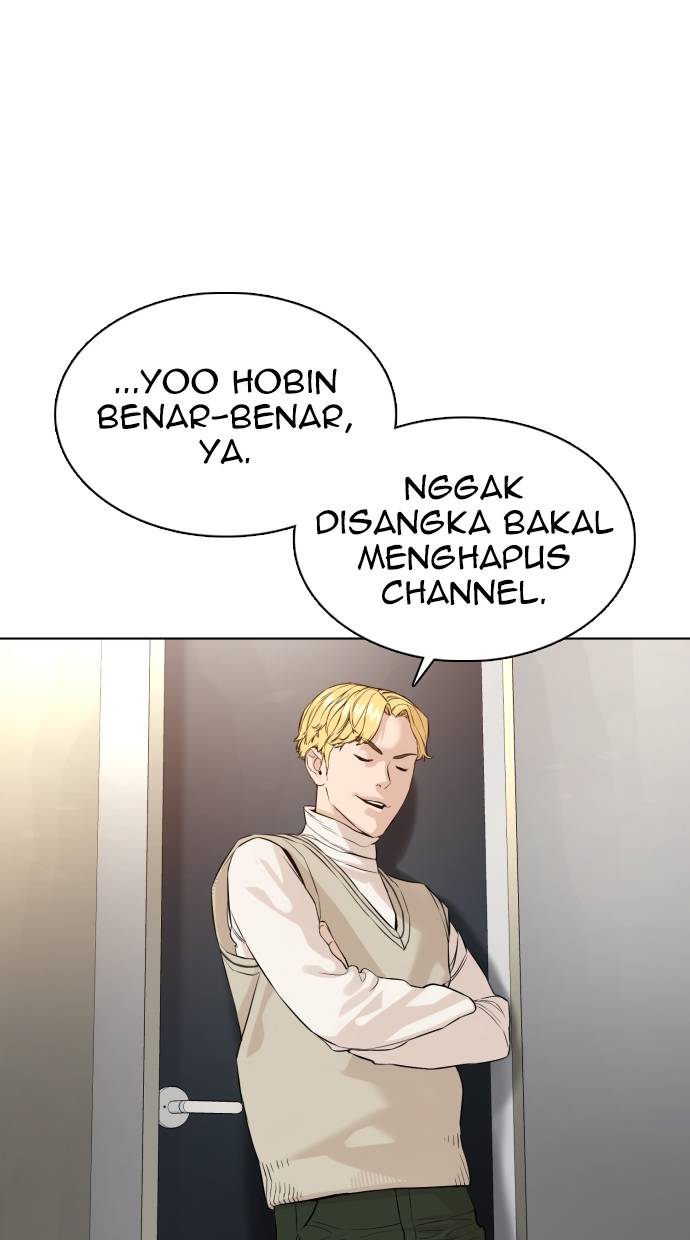 ...YOO HOBIN
BENAR-BENAR,
YA.
NGGAK
DISANGKA BAKAL
MENGHAPUS
CHANNEL.